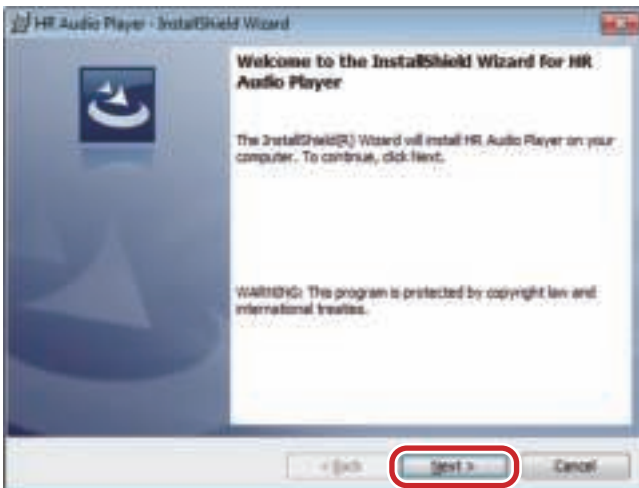 HR Audio Player - InstallShield Wizard
Welcome to the InstallShield Wizard for HR
Audio Player
The InstallShield(R) Wizard will install HR Audio Player on your
computer. To continue, click Next.
WARNING: This program is protected by copyright law and
international treaties.
< Back
Next >
Cancel